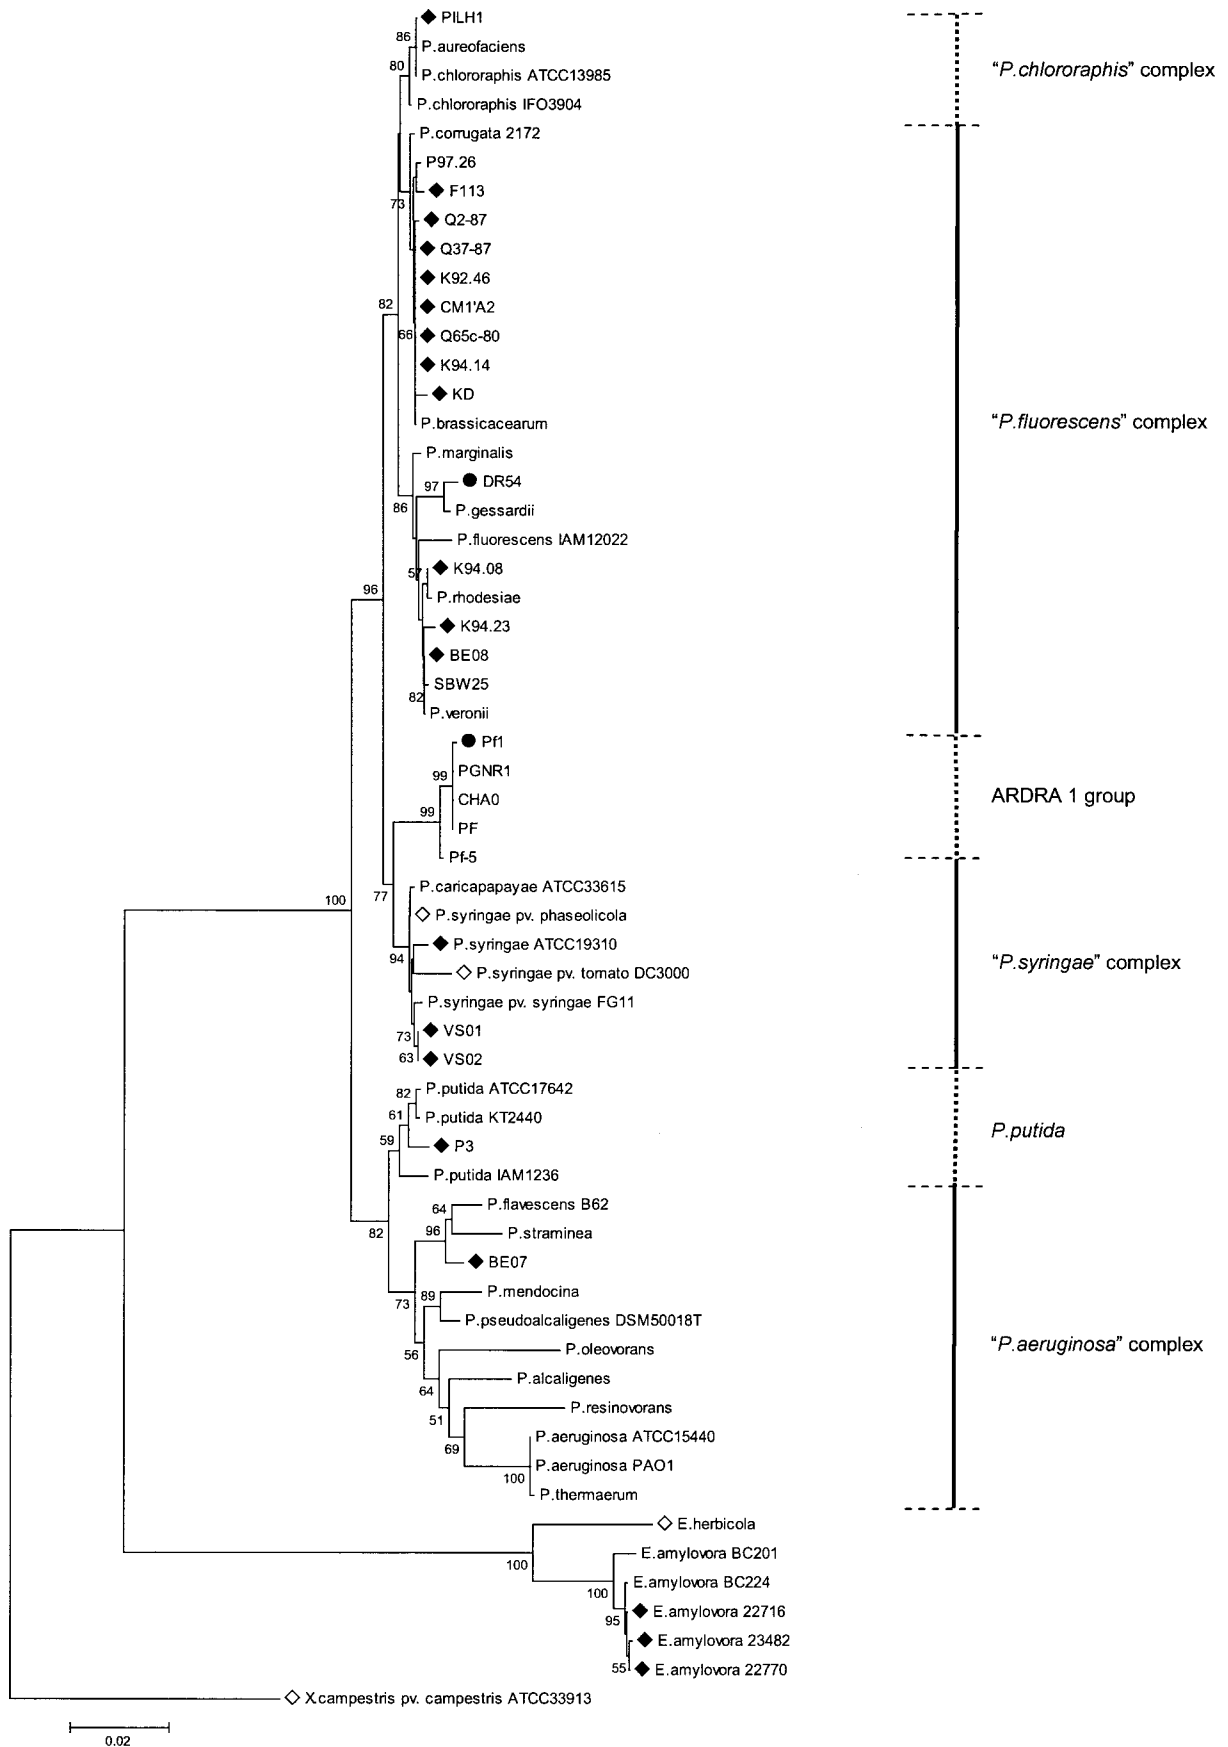 PILH1
86
P.aureofaciens
80
P.chlororaphis ATCC13985
"P.chlororaphis" complex
P.chlororaphis IFO3904
P.corrugata 2172
P97.26
F113
73
Q2-87
Q37-87
K92.46
82
CM1'A2
66
Q65c-80
K94.14
KD
P.brassicacearum
"P.fluorescens" complex
P.marginalis
97
DR54
86
P.gessardii
P.fluorescens IAM12022
57
K94.08
96
P.rhodesiae
K94.23
BE08
SBW25
82
P.veronii
Pf1
99
PGNR1
CHA0
ARDRA 1 group
99
PF
Pf-5
77
P.caricapapayae ATCC33615
100
P.syringae pv. phaseolicola
P.syringae ATCC19310
94
P.syringae pv. tomato DC3000
"P.syringae" complex
P.syringae pv. syringae FG11
73
VS01
63
VS02
82
P.putida ATCC17642
61
P.putida KT2440
P.putida
59
P3
P.putida IAM1236
64
P.flavescens B62
82
96
P.straminea
BE07
89
P.mendocina
73
P.pseudoalcaligenes DSM50018T
56
P.oleovorans
"P.aeruginosa" complex
64
P.alcaligenes
51
P.resinovorans
69
P.aeruginosa ATCC15440
P.aeruginosa PAO1
100
P.thermaerum
E.herbicola
100
E.amylovora BC201
100
E.amylovora BC224
95
E.amylovora 22716
E.amylovora 23482
55
E.amylovora 22770
X.campestris pv. campestris ATCC33913
0.02